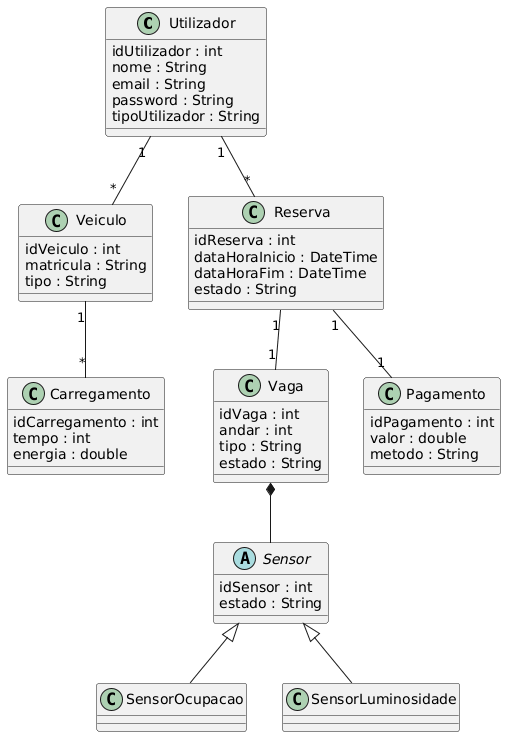 C Utilizador
idUtilizador : int
nome : String
email : String
password : String
tipoUtilizador : String
1
1
*
*
C Veiculo
idVeiculo : int
matricula : String
tipo : String
C Reserva
idReserva : int
dataHoraInicio : DateTime
dataHoraFim : DateTime
estado : String
1
*
1
1
1
1
C Carregamento
idCarregamento : int
tempo : int
energia : double
C Vaga
idVaga : int
andar : int
tipo : String
estado : String
C Pagamento
idPagamento : int
valor : double
metodo : String
A Sensor
idSensor : int
estado : String
C SensorOcupacao
C SensorLuminosidade